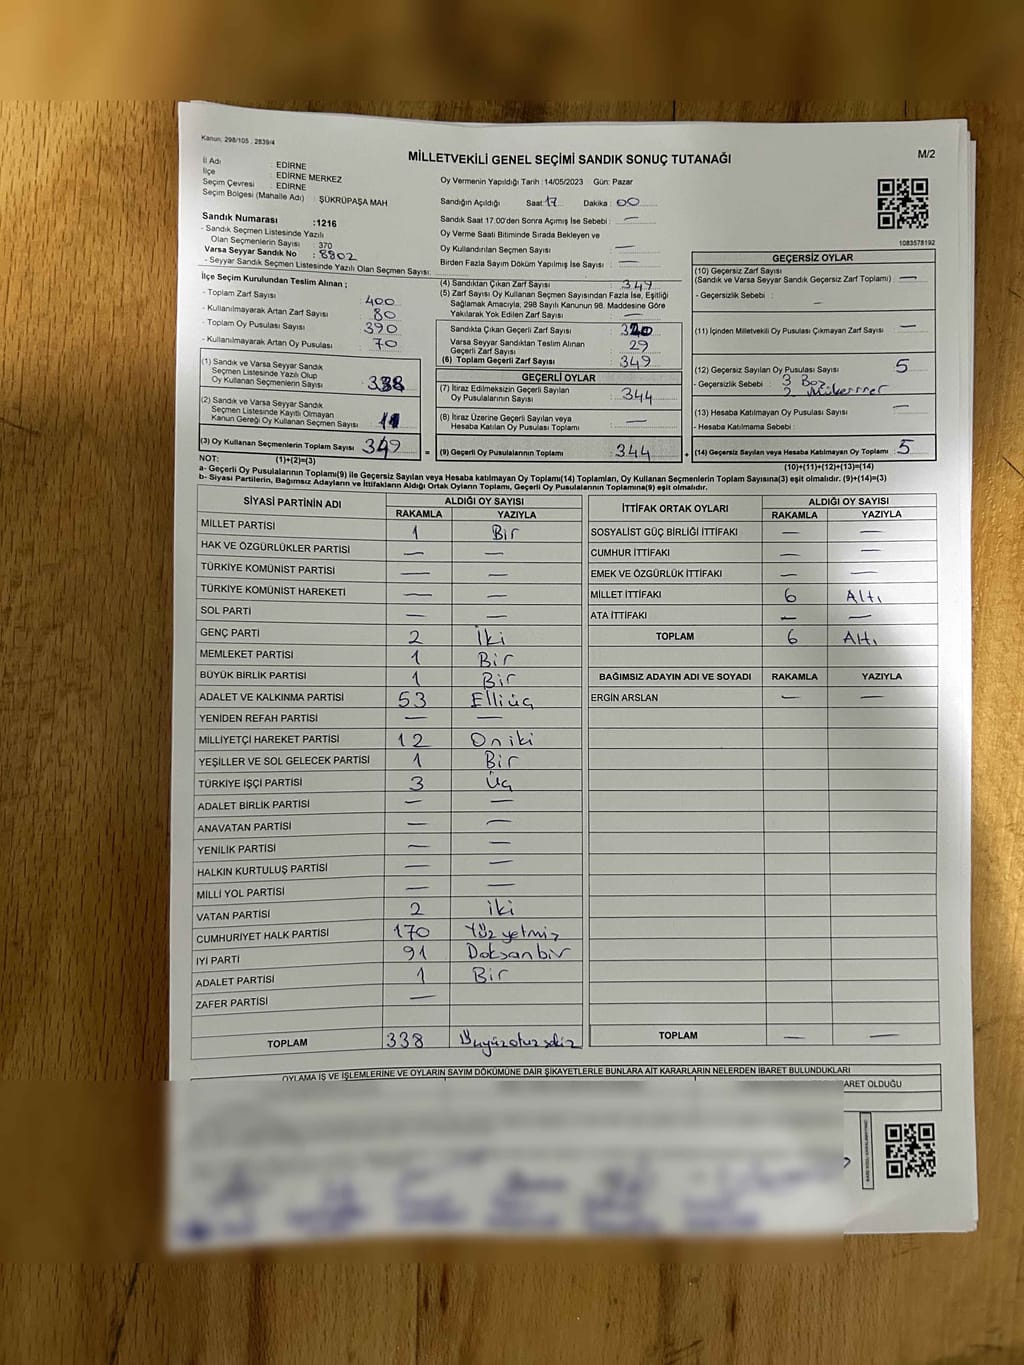 Kanun: 298/105 : 2839/4
MİLLETVEKİLİ GENEL SEÇİMİ SANDIK SONUÇ TUTANAĞI
M/2
İl Adı : EDİRNE
İlçe : EDİRNE MERKEZ
Seçim Çevresi : EDİRNE
Seçim Bölgesi (Mahalle Adı) : ŞÜKRÜPAŞA MAH
Sandık Numarası : 1216
- Sandık Seçmen Listesinde Yazılı
Olan Seçmenlerin Sayısı : 370
Varsa Seyyar Sandık No : 8902
- Seyyar Sandık Seçmen Listesinde Yazılı Olan Seçmen Sayısı:
Oy Vermenin Yapıldığı Tarih :14/05/2023 Gün: Pazar
Sandığın Açıldığı Saat 17 Dakika : 00
Sandık Saat 17.00'den Sonra Açımış İse Sebebi : —
Oy Verme Saati Bitiminde Sırada Bekleyen ve
Oy Kullandırılan Seçmen Sayısı : —
Birden Fazla Sayım Döküm Yapılmış İse Sayısı : —
1083578192
İlçe Seçim Kurulundan Teslim Alınan ;
- Toplam Zarf Sayısı : 400
- Kullanılmayarak Artan Zarf Sayısı : 80
- Toplam Oy Pusulası Sayısı : 390
- Kullanılmayarak Artan Oy Pusulası : 70
(1) Sandık ve Varsa Seyyar Sandık
Seçmen Listesinde Yazılı Olup
Oy Kullanan Seçmenlerin Sayısı : 338
(2) Sandık ve Varsa Seyyar Sandık
Seçmen Listesinde Kayıtlı Olmayan
Kanun Gereği Oy Kullanan Seçmen Sayısı : 11
(3) Oy Kullanan Seçmenlerin Toplam Sayısı 349
(4) Sandıktan Çıkan Zarf Sayısı : 349
(5) Zarf Sayısı Oy Kullanan Seçmen Sayısından Fazla İse, Eşitliği
Sağlamak Amacıyla, 298 Sayılı Kanunun 98. Maddesine Göre
Yakılarak Yok Edilen Zarf Sayısı : —
Sandıkta Çıkan Geçerli Zarf Sayısı : 320
Varsa Seyyar Sandıktan Teslim Alınan
Geçerli Zarf Sayısı : 29
(6) Toplam Geçerli Zarf Sayısı : 349
GEÇERLİ OYLAR
(7) İtiraz Edilmeksizin Geçerli Sayılan
Oy Pusulalarının Sayısı : 344
(8) İtiraz Üzerine Geçerli Sayılan veya
Hesaba Katılan Oy Pusulası Toplamı : —
= (9) Geçerli Oy Pusulalarının Toplamı : 344
GEÇERSİZ OYLAR
(10) Geçersiz Zarf Sayısı
(Sandık ve Varsa Seyyar Sandık Geçersiz Zarf Toplamı) : —
- Geçersizlik Sebebi : —
(11) İçinden Milletvekili Oy Pusulası Çıkmayan Zarf Sayısı : —
(12) Geçersiz Sayılan Oy Pusulası Sayısı : 5
- Geçersizlik Sebebi : 3 Boz
2 Mükerrer
(13) Hesaba Katılmayan Oy Pusulası Sayısı : —
- Hesaba Katılmama Sebebi :
+ (14) Geçersiz Sayılan veya Hesaba Katılmayan Oy Toplamı : 5
NOT: (1)+(2)=(3)
(10)+(11)+(12)+(13)=(14)
a- Geçerli Oy Pusulalarının Toplamı(9) ile Geçersiz Sayılan veya Hesaba katılmayan Oy Toplamı(14) Toplamları, Oy Kullanan Seçmenlerin Toplam Sayısına(3) eşit olmalıdır. (9)+(14)=(3)
b- Siyasi Partilerin, Bağımsız Adayların ve İttifakların Aldığı Ortak Oyların Toplamı, Geçerli Oy Pusulalarının Toplamına(9) eşit olmalıdır.
SİYASİ PARTİNİN ADI ALDIĞI OY SAYISI
RAKAMLA YAZIYLA
MİLLET PARTİSİ 1 Bir
HAK VE ÖZGÜRLÜKLER PARTİSİ — —
TÜRKİYE KOMÜNİST PARTİSİ — —
TÜRKİYE KOMÜNİST HAREKETİ — —
SOL PARTİ — —
GENÇ PARTİ 2 İki
MEMLEKET PARTİSİ 1 Bir
BÜYÜK BİRLİK PARTİSİ 1 Bir
ADALET VE KALKINMA PARTİSİ 53 Elliüç
YENİDEN REFAH PARTİSİ — —
MİLLİYETÇİ HAREKET PARTİSİ 12 Oniki
YEŞİLLER VE SOL GELECEK PARTİSİ 1 Bir
TÜRKİYE İŞÇİ PARTİSİ 3 Üç
ADALET BİRLİK PARTİSİ — —
ANAVATAN PARTİSİ — —
YENİLİK PARTİSİ — —
HALKIN KURTULUŞ PARTİSİ — —
MİLLİ YOL PARTİSİ — —
VATAN PARTİSİ 2 iki
CUMHURİYET HALK PARTİSİ 170 Yüz yetmiş
İYİ PARTİ 91 Doksanbir
ADALET PARTİSİ 1 Bir
ZAFER PARTİSİ —
TOPLAM 338 Üçyüzotuzsekiz
İTTİFAK ORTAK OYLARI ALDIĞI OY SAYISI
RAKAMLA YAZIYLA
SOSYALİST GÜÇ BİRLİĞİ İTTİFAKI — —
CUMHUR İTTİFAKI — —
EMEK VE ÖZGÜRLÜK İTTİFAKI — —
MİLLET İTTİFAKI 6 Altı
ATA İTTİFAKI — —
TOPLAM 6 Altı
BAĞIMSIZ ADAYIN ADI VE SOYADI RAKAMLA YAZIYLA
ERGİN ARSLAN — —
TOPLAM — —
OYLAMA İŞ VE İŞLEMLERİNE VE OYLARIN SAYIM DÖKÜMÜNE DAİR ŞİKAYETLERLE BUNLARA AİT KARARLARIN NELERDEN İBARET BULUNDUKLARI
ARET OLDUĞU